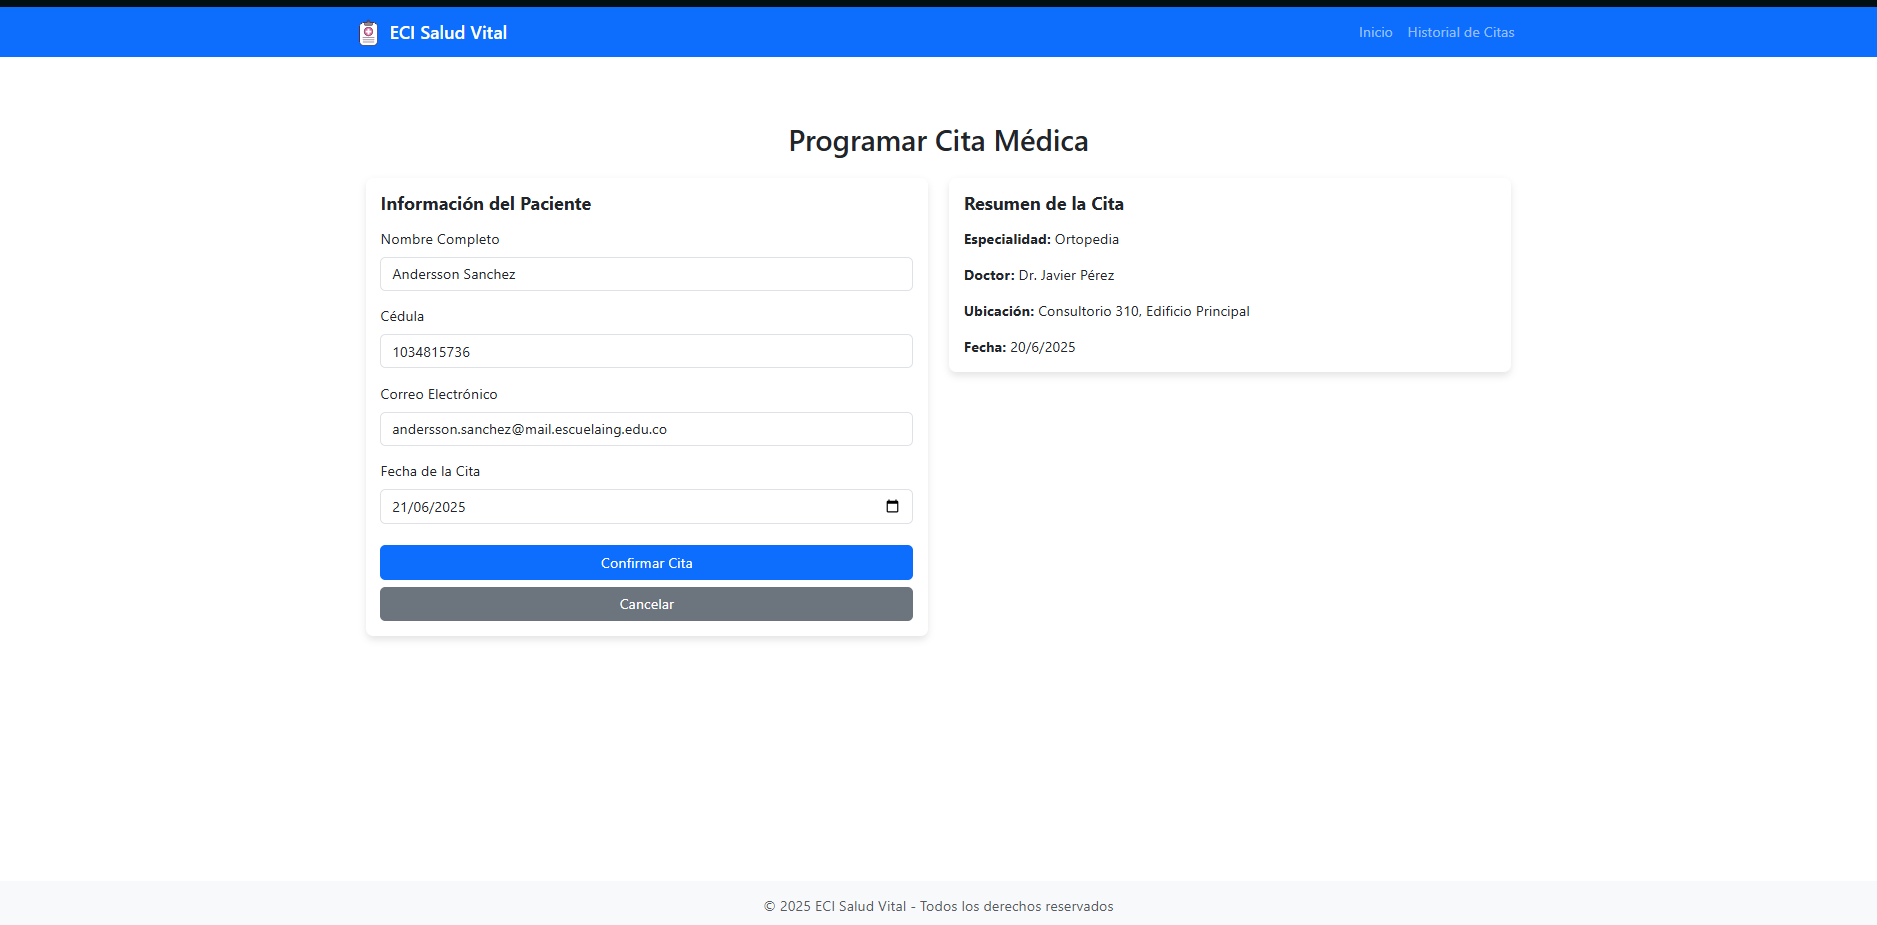 ECI Salud Vital
Inicio Historial de Citas
Programar Cita Médica
Información del Paciente
Nombre Completo
Andersson Sanchez
Cédula
1034815736
Correo Electrónico
andersson.sanchez@mail.escuelaing.edu.co
Fecha de la Cita
21/06/2025
Confirmar Cita
Cancelar
Resumen de la Cita
Especialidad: Ortopedia
Doctor: Dr. Javier Pérez
Ubicación: Consultorio 310, Edificio Principal
Fecha: 20/6/2025
© 2025 ECI Salud Vital - Todos los derechos reservados